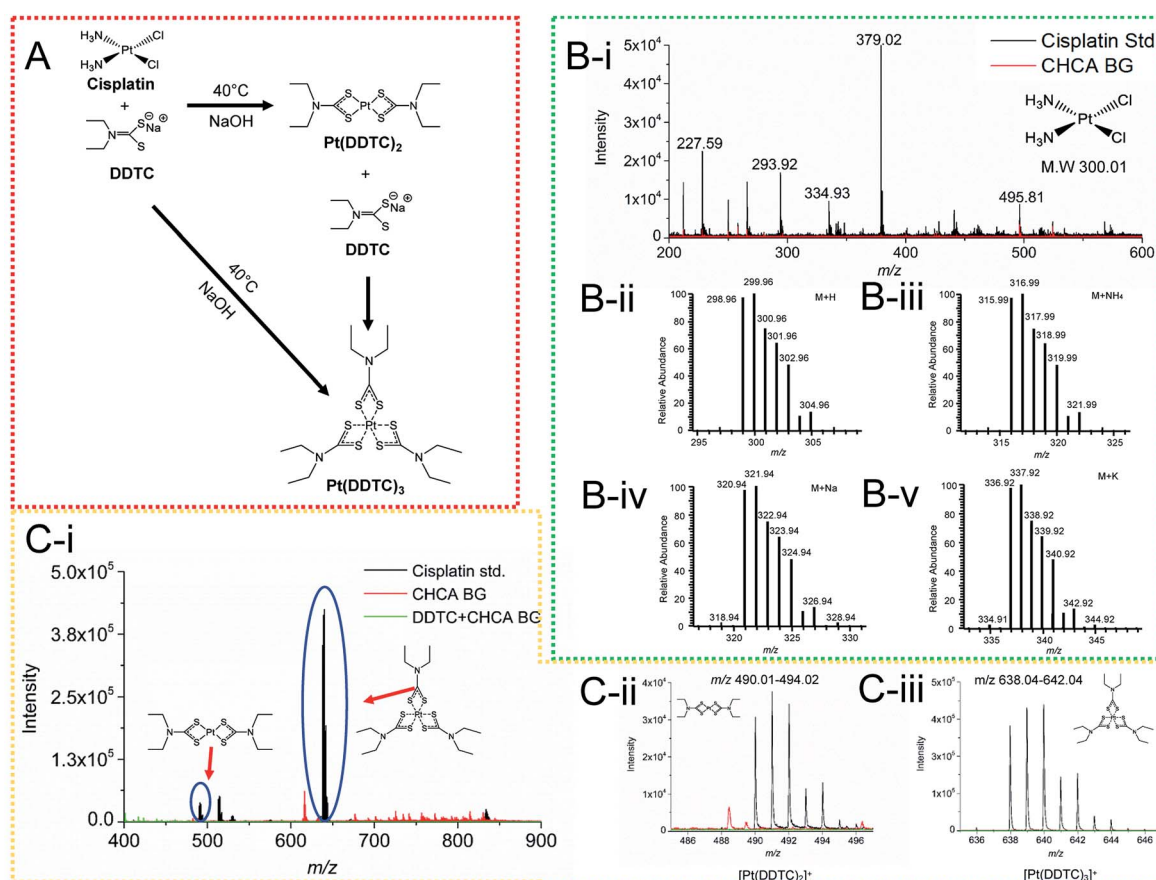 A
H₃N
Cl
Pt
H₃N
Cl
Cisplatin
+
S⊖
Na⊕
N
S
DDTC
40°C
NaOH
N
S
S
Pt
S
S
N
Pt(DDTC)₂
+
S⊖
Na⊕
N
S
DDTC
40°C
NaOH
N
S
S
S
Pt
S
S
S
N
N
Pt(DDTC)₃
B-i
Intensity
5x10⁴
4x10⁴
3x10⁴
2x10⁴
1x10⁴
0
227.59
293.92
334.93
379.02
495.81
Cisplatin Std
CHCA BG
H₃N
Cl
Pt
H₃N
Cl
M.W 300.01
200
300
400
500
600
m/z
B-ii
M+H
Relative Abundance
100
80
60
40
20
0
298.96
299.96
300.96
301.96
302.96
304.96
295
300
305
m/z
B-iii
M+NH₄
Relative Abundance
100
80
60
40
20
0
315.99
316.99
317.99
318.99
319.99
321.99
315
320
325
m/z
B-iv
M+Na
Relative Abundance
100
80
60
40
20
0
318.94
320.94
321.94
322.94
323.94
324.94
326.94
328.94
320
325
330
m/z
B-v
M+K
Relative Abundance
100
80
60
40
20
0
334.91
336.92
337.92
338.92
339.92
340.92
342.92
344.92
335
340
345
m/z
C-i
Intensity
5.0x10⁵
3.8x10⁵
2.5x10⁵
1.3x10⁵
0.0
Cisplatin std.
CHCA BG
DDTC+CHCA BG
N
S
S
Pt
S
S
N
N
S
S
S
Pt
S
S
S
N
N
400
500
600
700
800
900
m/z
C-ii
m/z 490.01-494.02
Intensity
4x10⁴
3x10⁴
2x10⁴
1x10⁴
0
486
488
490
492
494
496
m/z
[Pt(DDTC)₂]⁺
C-iii
m/z 638.04-642.04
Intensity
5x10⁵
4x10⁵
3x10⁵
2x10⁵
1x10⁵
0
636
638
640
642
644
646
m/z
[Pt(DDTC)₃]⁺